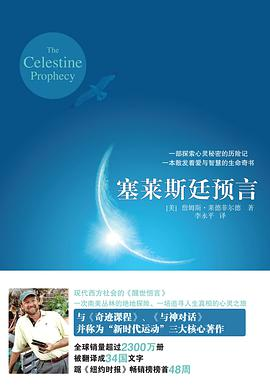 The
Celestine
Prophecy
一部探索心灵秘密的历险记
一本散发着爱与智慧的生命奇书
塞莱斯廷预言
[美] 詹姆斯·莱德菲尔德 著
李永平 译
现代西方社会的《醒世恒言》
一次南美丛林的绝地探险，一场追寻人生真相的心灵之旅
与《奇迹课程》、《与神对话》
并称为“新时代运动”三大核心著作
全球销量超过2300万册
被翻译成34国文字
踞《纽约时报》畅销榜榜首48周